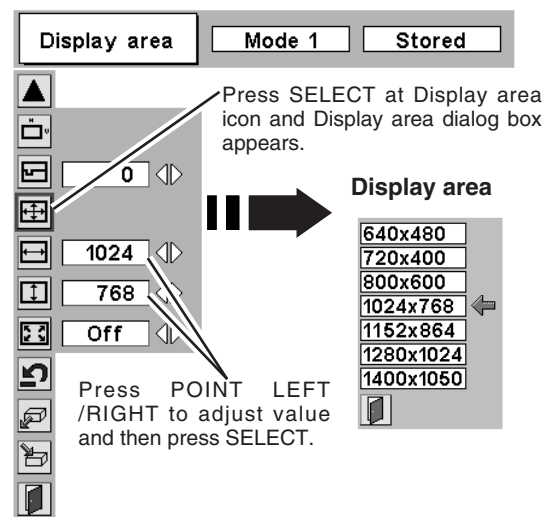 Display area
Mode 1
Stored
Press SELECT at Display area
icon and Display area dialog box
appears.
H
V
0
Display area
640x480
720x400
800x600
1024x768
1152x864
1280x1024
1400x1050
1024
768
Off
Press POINT LEFT
/RIGHT to adjust value
and then press SELECT.